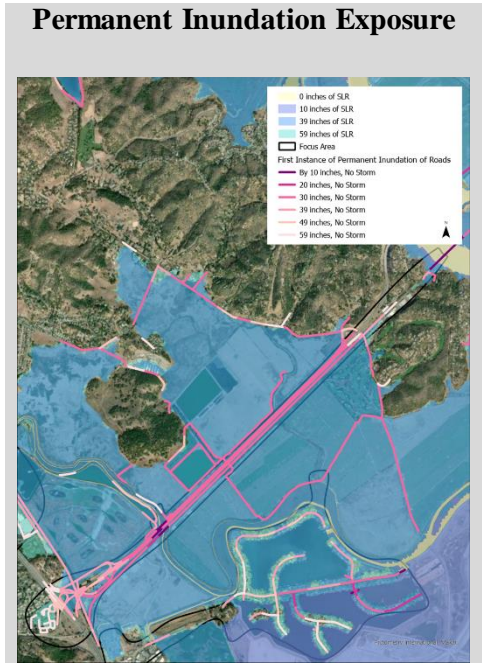 Permanent Inundation Exposure
0 inches of SLR
10 inches of SLR
39 inches of SLR
59 inches of SLR
Focus Area
First Instance of Permanent Inundation of Roads
By 10 inches, No Storm
20 inches, No Storm
30 inches, No Storm
39 inches, No Storm
49 inches, No Storm
59 inches, No Storm